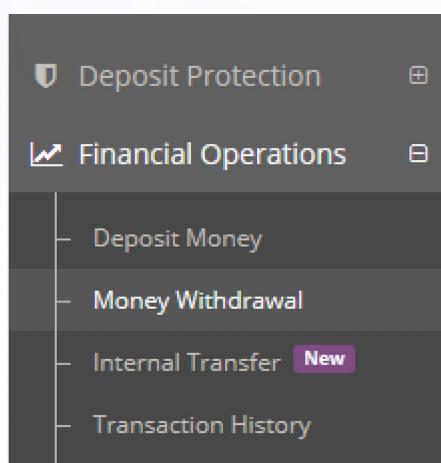 Deposit Protection
Financial Operations
Deposit Money
Money Withdrawal
Internal Transfer New
Transaction History